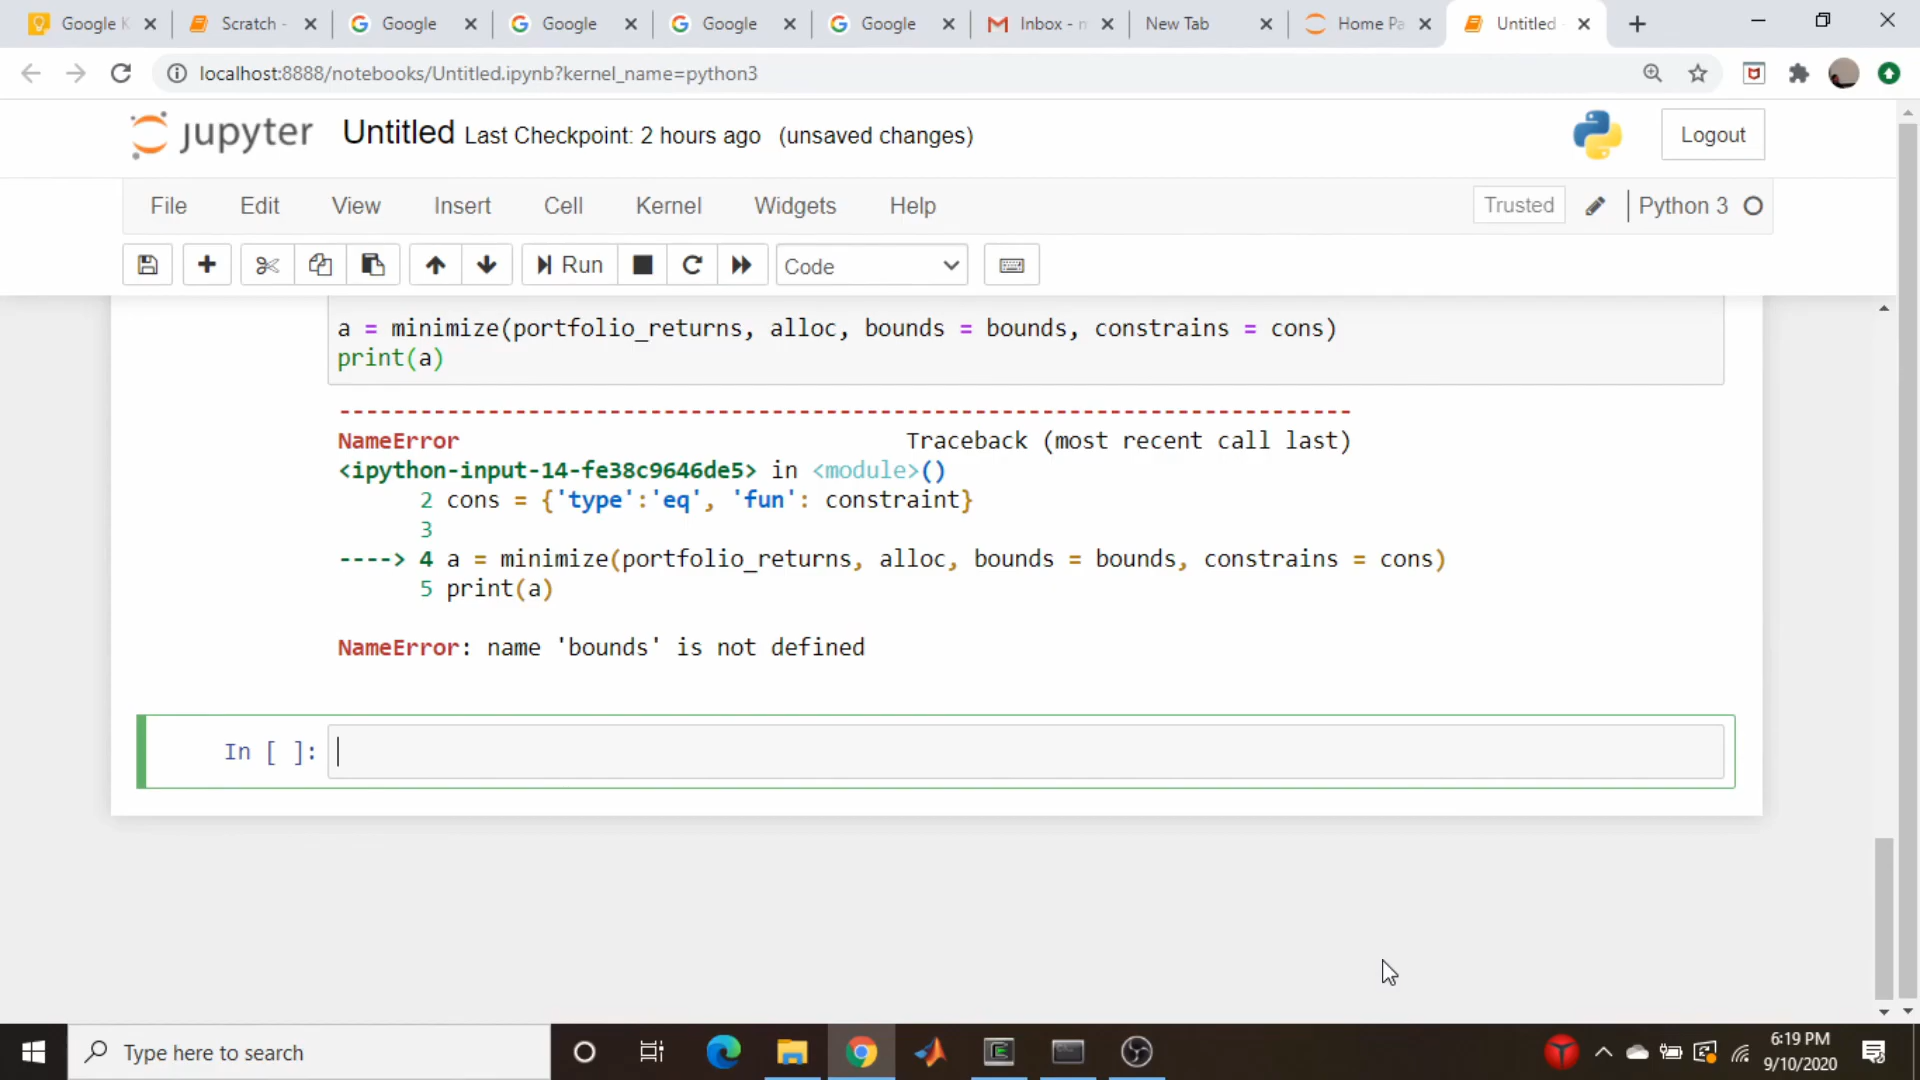 Google K
Scratch -
Google
Google
Google
Google
Inbox - n
New Tab
Home Pa
Untitled
localhost:8888/notebooks/Untitled.ipynb?kernel_name=python3
jupyter
Untitled Last Checkpoint: 2 hours ago (unsaved changes)
Logout
File Edit View Insert Cell Kernel Widgets Help
Trusted
Python 3
Run
Code
a = minimize(portfolio_returns, alloc, bounds = bounds, constrains = cons)
print(a)
---------------------------------------------------------------------------
NameError Traceback (most recent call last)
<ipython-input-14-fe38c9646de5> in <module>()
2 cons = {'type':'eq', 'fun': constraint}
3
----> 4 a = minimize(portfolio_returns, alloc, bounds = bounds, constrains = cons)
5 print(a)
NameError: name 'bounds' is not defined
In [ ]:
Type here to search
6:19 PM
9/10/2020